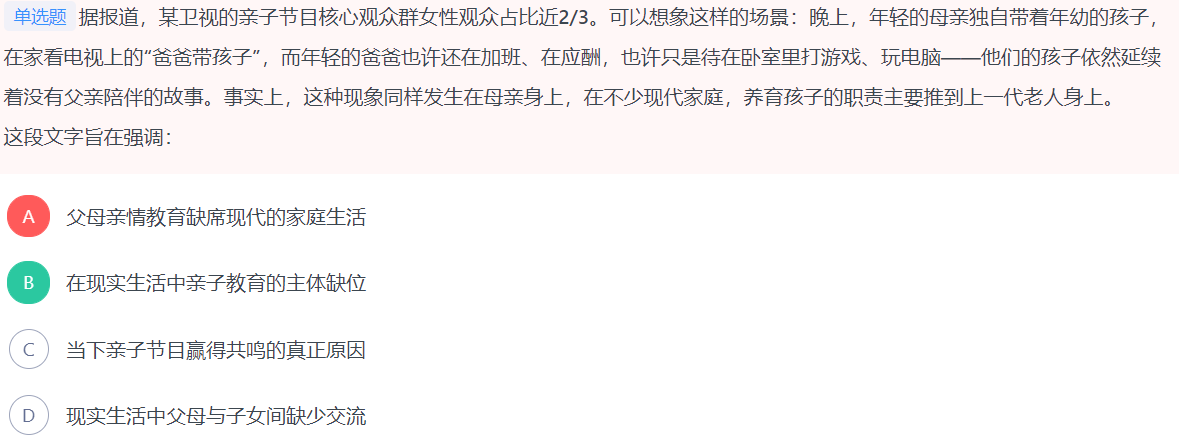 单选题 据报道，某卫视的亲子节目核心观众群女性观众占比近2/3。可以想象这样的场景：晚上，年轻的母亲独自带着年幼的孩子，
在家看电视上的“爸爸带孩子”，而年轻的爸爸也许还在加班、在应酬，也许只是待在卧室里打游戏、玩电脑——他们的孩子依然延续
着没有父亲陪伴的故事。事实上，这种现象同样发生在母亲身上，在不少现代家庭，养育孩子的职责主要推到上一代老人身上。
这段文字旨在强调：
A 父母亲情教育缺席现代的家庭生活
B 在现实生活中亲子教育的主体缺位
C 当下亲子节目赢得共鸣的真正原因
D 现实生活中父母与子女间缺少交流